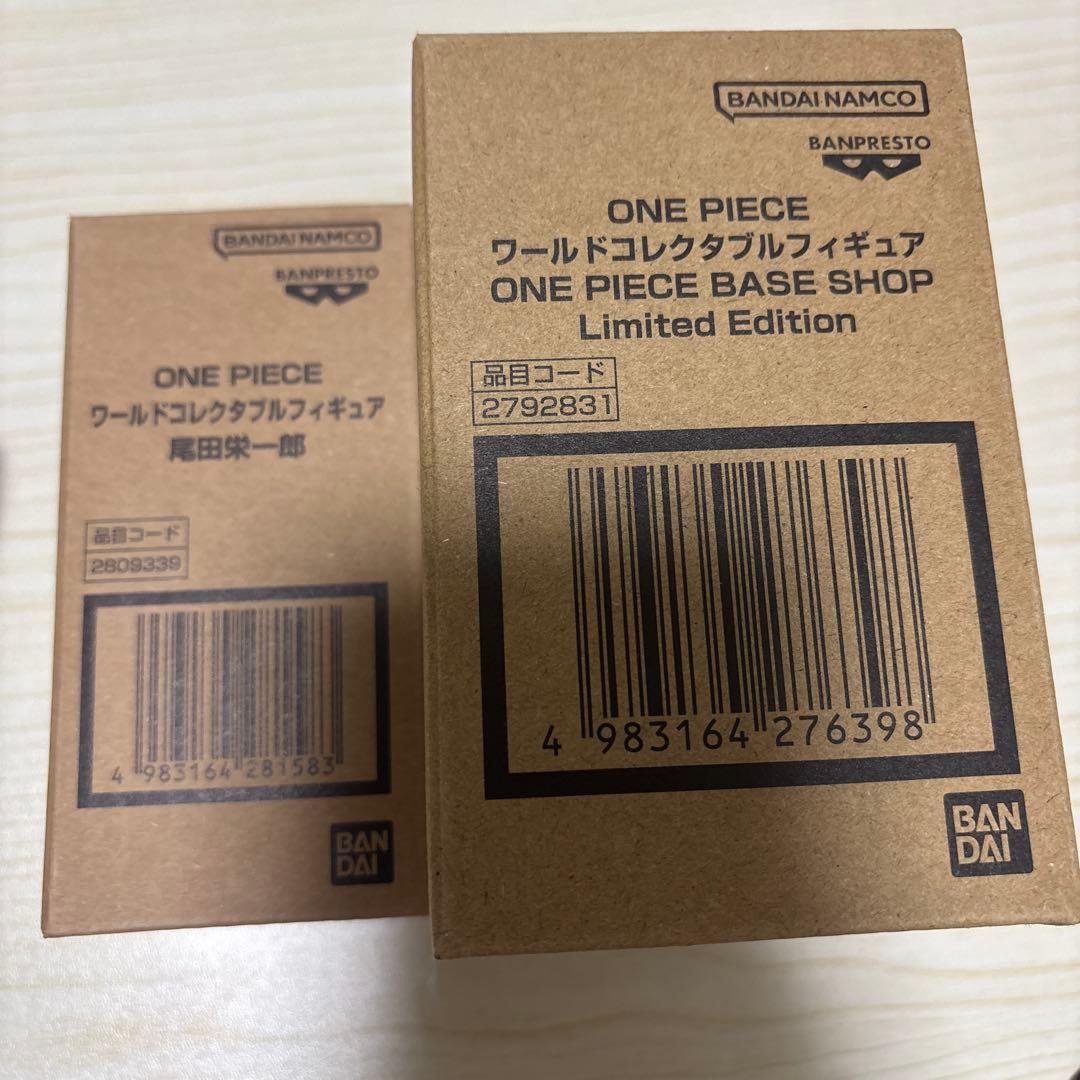 BANDAI NAMCO
BANPRESTO
ONE PIECE
ワールドコレクタブルフィギュア
尾田栄一郎
品目コード
2809339
4 983164 281583
BAN
DAI
BANDAI NAMCO
BANPRESTO
ONE PIECE
ワールドコレクタブルフィギュア
ONE PIECE BASE SHOP
Limited Edition
品目コード
2792831
4 983164 276398
BAN
DAI